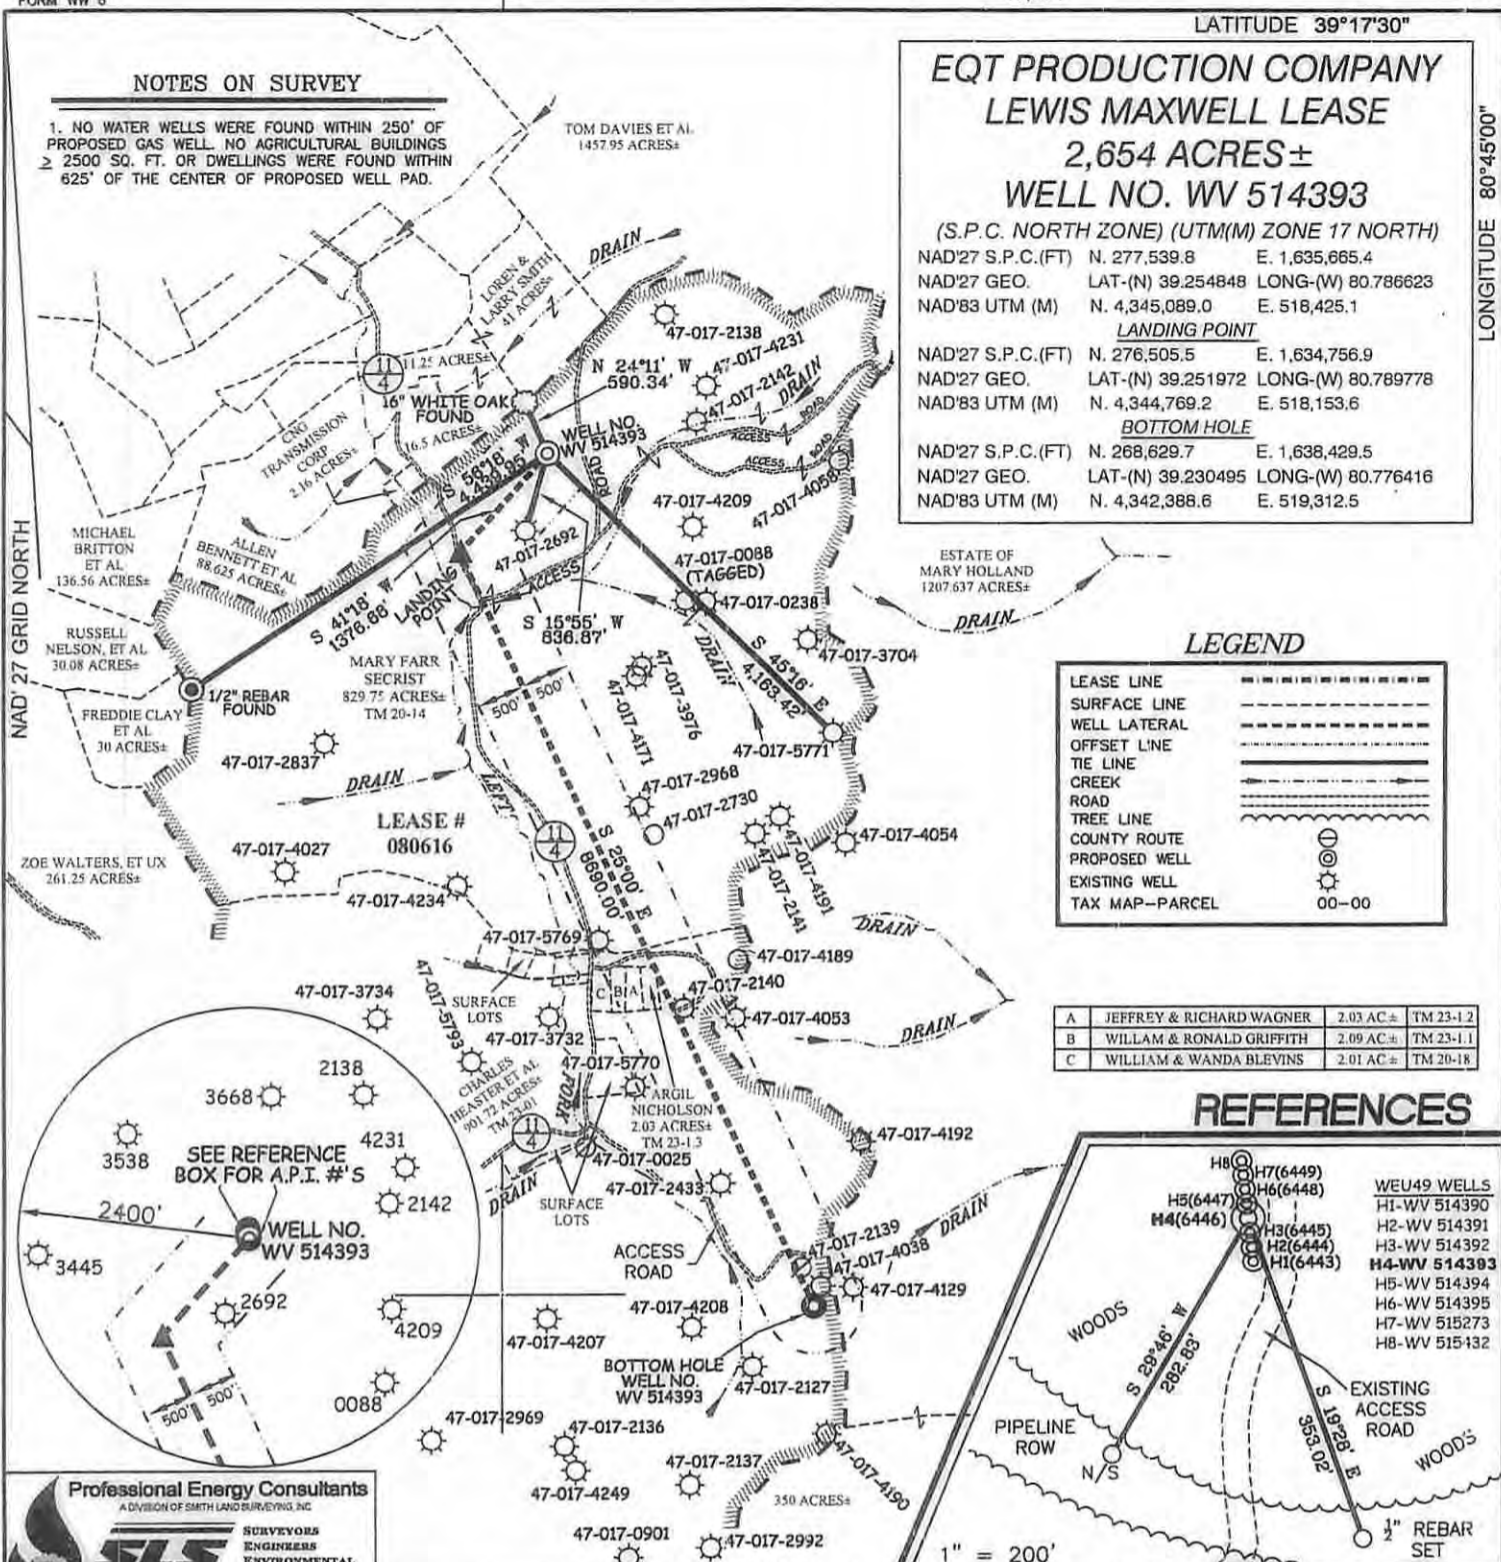 FORM WW 6
LATITUDE 39°17'30"
LONGITUDE 80°45'00"
NOTES ON SURVEY
1. NO WATER WELLS WERE FOUND WITHIN 250' OF
PROPOSED GAS WELL. NO AGRICULTURAL BUILDINGS
≥ 2500 SQ. FT. OR DWELLINGS WERE FOUND WITHIN
625' OF THE CENTER OF PROPOSED WELL PAD.
EQT PRODUCTION COMPANY
LEWIS MAXWELL LEASE
2,654 ACRES±
WELL NO. WV 514393
(S.P.C. NORTH ZONE) (UTM(M) ZONE 17 NORTH)
NAD'27 S.P.C.(FT) N. 277,539.8 E. 1,635,665.4
NAD'27 GEO. LAT-(N) 39.254848 LONG-(W) 80.786623
NAD'83 UTM (M) N. 4,345,089.0 E. 518,425.1
LANDING POINT
NAD'27 S.P.C.(FT) N. 276,505.5 E. 1,634,756.9
NAD'27 GEO. LAT-(N) 39.251972 LONG-(W) 80.789778
NAD'83 UTM (M) N. 4,344,769.2 E. 518,153.6
BOTTOM HOLE
NAD'27 S.P.C.(FT) N. 268,629.7 E. 1,638,429.5
NAD'27 GEO. LAT-(N) 39.230495 LONG-(W) 80.776416
NAD'83 UTM (M) N. 4,342,388.6 E. 519,312.5
TOM DAVIES ET AL
1457.95 ACRES±
DRAIN
LOREN &
LARRY SMITH
41 ACRES±
47-017-2138
47-017-4231
47-017-2142
DRAIN
N 24°11' W
590.34'
11
4
11.25 ACRES±
16" WHITE OAK
FOUND
16.5 ACRES±
WELL NO.
WV 514393
CNG
TRANSMISSION
CORP
2.16 ACRES±
S 58°18' W
4,439.95'
ROAD
ACCESS
ROAD
ACCESS
ROAD
47-017-4058
47-017-4209
47-017-2692
NAD'27 GRID NORTH
MICHAEL
BRITTON
ET AL
136.56 ACRES±
ALLEN
BENNETT ET AL
88.625 ACRES±
47-017-0088
(TAGGED)
47-017-0238
ACCESS
LANDING
POINT
S 41°18' W
1376.68'
S 15°55' W
836.87'
DRAIN
S 45°16' E
4,163.42'
47-017-3704
ESTATE OF
MARY HOLLAND
1207.637 ACRES±
DRAIN
RUSSELL
NELSON, ET AL
30.08 ACRES±
1/2" REBAR
FOUND
MARY FARR
SECRIST
829.75 ACRES±
TM 20-14
500'
500'
47-017-3976
47-017-4171
47-017-5771
FREDDIE CLAY
ET AL
30 ACRES±
47-017-2837
DRAIN
LEFT
47-017-2968
47-017-2730
LEGEND
LEASE LINE
SURFACE LINE
WELL LATERAL
OFFSET LINE
TIE LINE
CREEK
ROAD
TREE LINE
COUNTY ROUTE
PROPOSED WELL
EXISTING WELL
TAX MAP-PARCEL 00-00
LEASE #
080616
11
4
S 25°00' E
8690.00'
47-017-4054
47-017-4191
47-017-2141
ZOE WALTERS, ET UX
261.25 ACRES±
47-017-4027
47-017-4234
47-017-5769
DRAIN
47-017-4189
47-017-2140
47-017-4053
DRAIN
47-017-3734
47-017-5793
SURFACE
LOTS
C B A
47-017-3732
47-017-5770
CHARLES
HEASTER ET AL
901.72 ACRES±
TM 23-01
FORK
11
4
ARGIL
NICHOLSON
2.03 ACRES±
TM 23-1.3
A JEFFREY & RICHARD WAGNER 2.03 AC.± TM 23-1.2
B WILLAM & RONALD GRIFFITH 2.09 AC.± TM 23-1.1
C WILLIAM & WANDA BLEVINS 2.01 AC± TM 20-18
47-017-4192
47-017-0025
47-017-2433
DRAIN
SURFACE
LOTS
DRAIN
47-017-2139
47-017-4038
47-017-4129
ACCESS
ROAD
47-017-4208
47-017-4207
BOTTOM HOLE
WELL NO.
WV 514393
47-017-2127
47-017-2969
47-017-2136
47-017-2137
47-017-4249
47-017-4190
350 ACRES±
47-017-0901
47-017-2992
2138
3668
3538
4231
SEE REFERENCE
BOX FOR A.P.I. #'S
2142
2400'
WELL NO.
WV 514393
3445
2692
4209
0088
500'
500'
REFERENCES
H8
H7(6449)
H6(6448)
H5(6447)
H4(6446)
H3(6445)
H2(6444)
H1(6443)
WEU49 WELLS
H1-WV 514390
H2-WV 514391
H3-WV 514392
H4-WV 514393
H5-WV 514394
H6-WV 514395
H7-WV 515273
H8-WV 515432
WOODS
S 29°46' W
282.83'
S 19°28' E
353.02'
EXISTING
ACCESS
ROAD
PIPELINE
ROW
N/S
WOODS
1/2" REBAR
SET
1" = 200'
Professional Energy Consultants
A DIVISION OF SMITH LAND SURVEYING, INC.
SLS
SURVEYORS
ENGINEERS
ENVIRONMENTAL